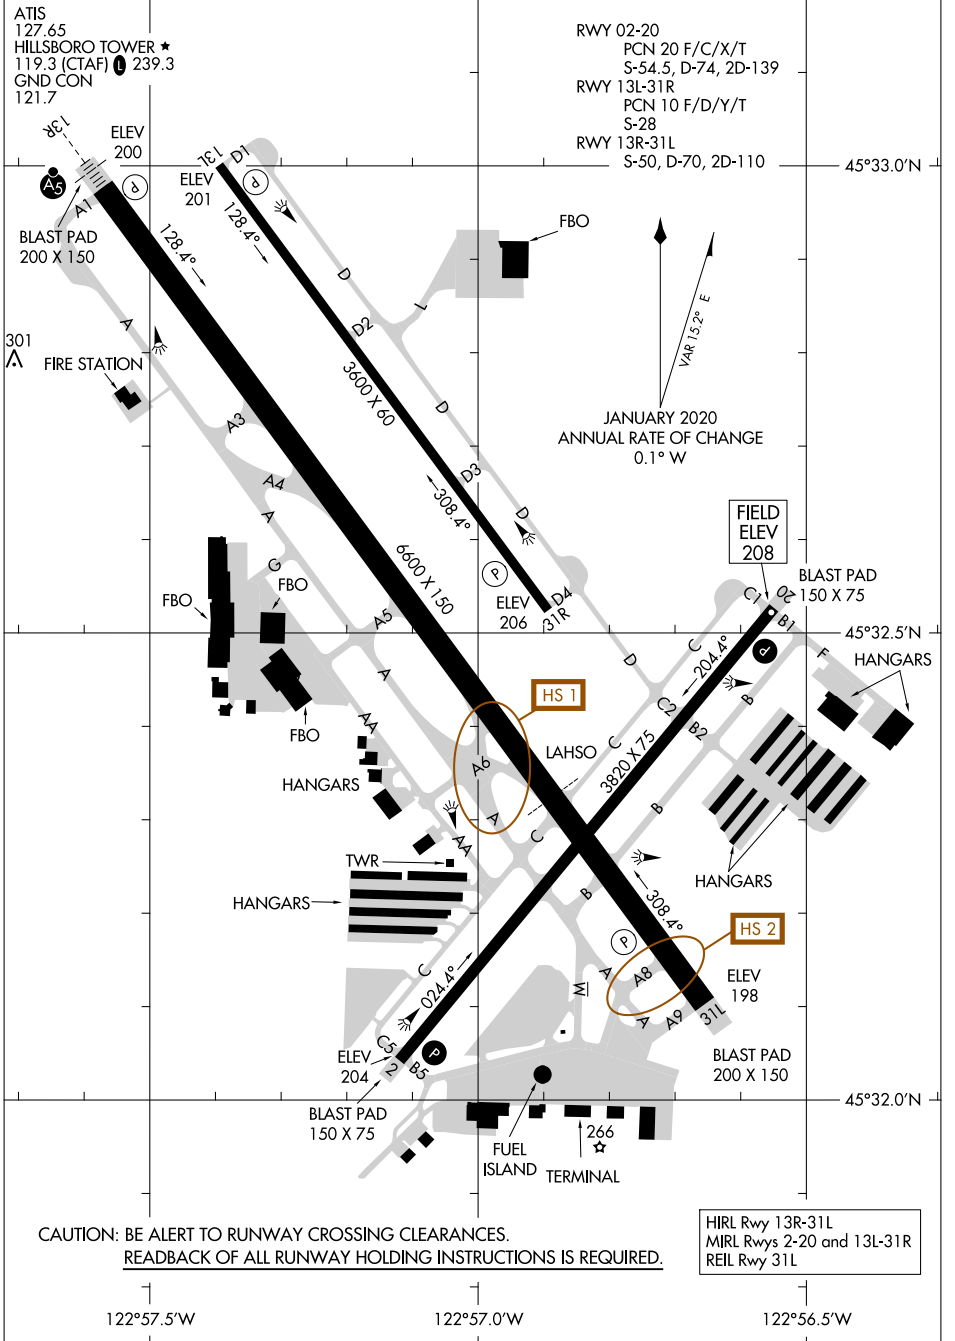 ATIS
127.65
HILLSBORO TOWER ★
119.3 (CTAF) L 239.3
GND CON
121.7
RWY 02-20
PCN 20 F/C/X/T
S-54.5, D-74, 2D-139
RWY 13L-31R
PCN 10 F/D/Y/T
S-28
RWY 13R-31L
S-50, D-70, 2D-110
13R
ELEV
200
A5
P
A1
BLAST PAD
200 X 150
128.4°
13L
D1
ELEV
201
P
128.4°
45°33.0'N
FBO
D
L
D2
VAR 15.2° E
301
A
FIRE STATION
3600 X 60
D
JANUARY 2020
ANNUAL RATE OF CHANGE
0.1° W
A3
A4
A
D3
308.4°
D
FIELD
ELEV
208
G
6600 X 150
P
ELEV
206
D4
31R
C1
20
BLAST PAD
150 X 75
FBO
FBO
A5
45°32.5'N
B1
F
HANGARS
A
D
C
204.4°
P
HS 1
AA
FBO
C2
B
B2
LAHSO
C
3820 X 75
HANGARS
A6
A
C
B
AA
TWR
HANGARS
B
308.4°
HANGARS
HS 2
P
C
024.4°
A
A8
ELEV
198
W
A
A9
31L
C5
2
B5
P
ELEV
204
BLAST PAD
200 X 150
BLAST PAD
150 X 75
45°32.0'N
FUEL
ISLAND
266
TERMINAL
CAUTION: BE ALERT TO RUNWAY CROSSING CLEARANCES.
READBACK OF ALL RUNWAY HOLDING INSTRUCTIONS IS REQUIRED.
HIRL Rwy 13R-31L
MIRL Rwys 2-20 and 13L-31R
REIL Rwy 31L
122°57.5'W
122°57.0'W
122°56.5'W